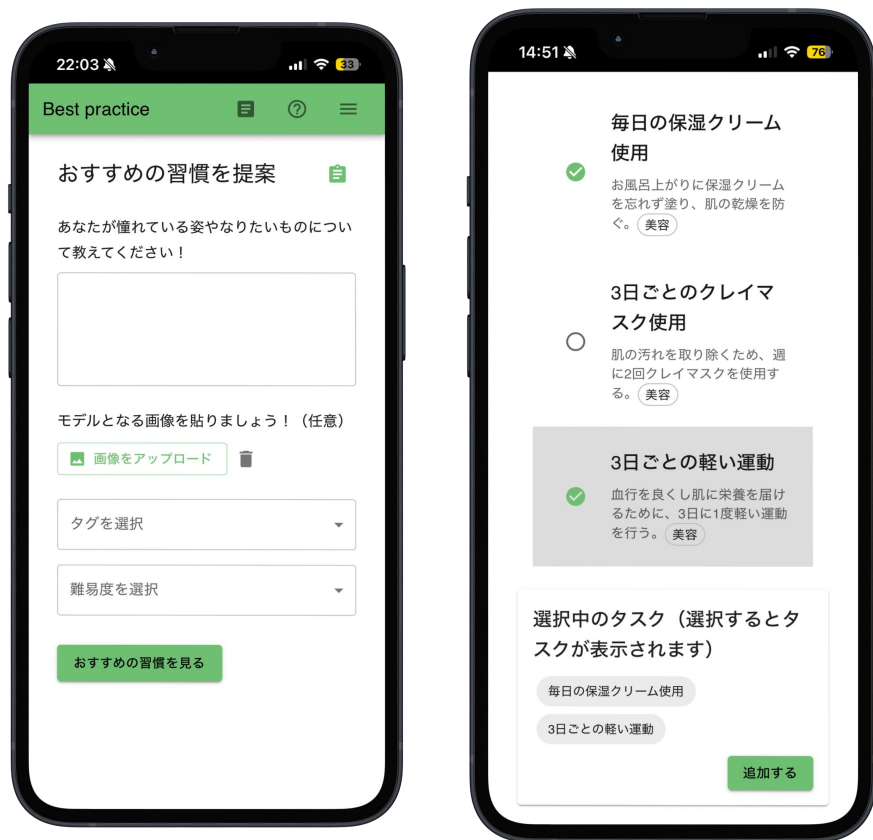 22:03
33
Best practice
おすすめの習慣を提案
あなたが憧れている姿やなりたいものについ
て教えてください！
モデルとなる画像を貼りましょう！（任意）
画像をアップロード
タグを選択
難易度を選択
おすすめの習慣を見る
14:51
76
毎日の保湿クリーム
使用
お風呂上がりに保湿クリーム
を忘れず塗り、肌の乾燥を防
ぐ。 美容
3日ごとのクレイマ
スク使用
肌の汚れを取り除くため、週
に2回クレイマスクを使用す
る。 美容
3日ごとの軽い運動
血行を良くし肌に栄養を届け
るために、3日に1度軽い運動
を行う。 美容
選択中のタスク（選択するとタ
スクが表示されます）
毎日の保湿クリーム使用
3日ごとの軽い運動
追加する